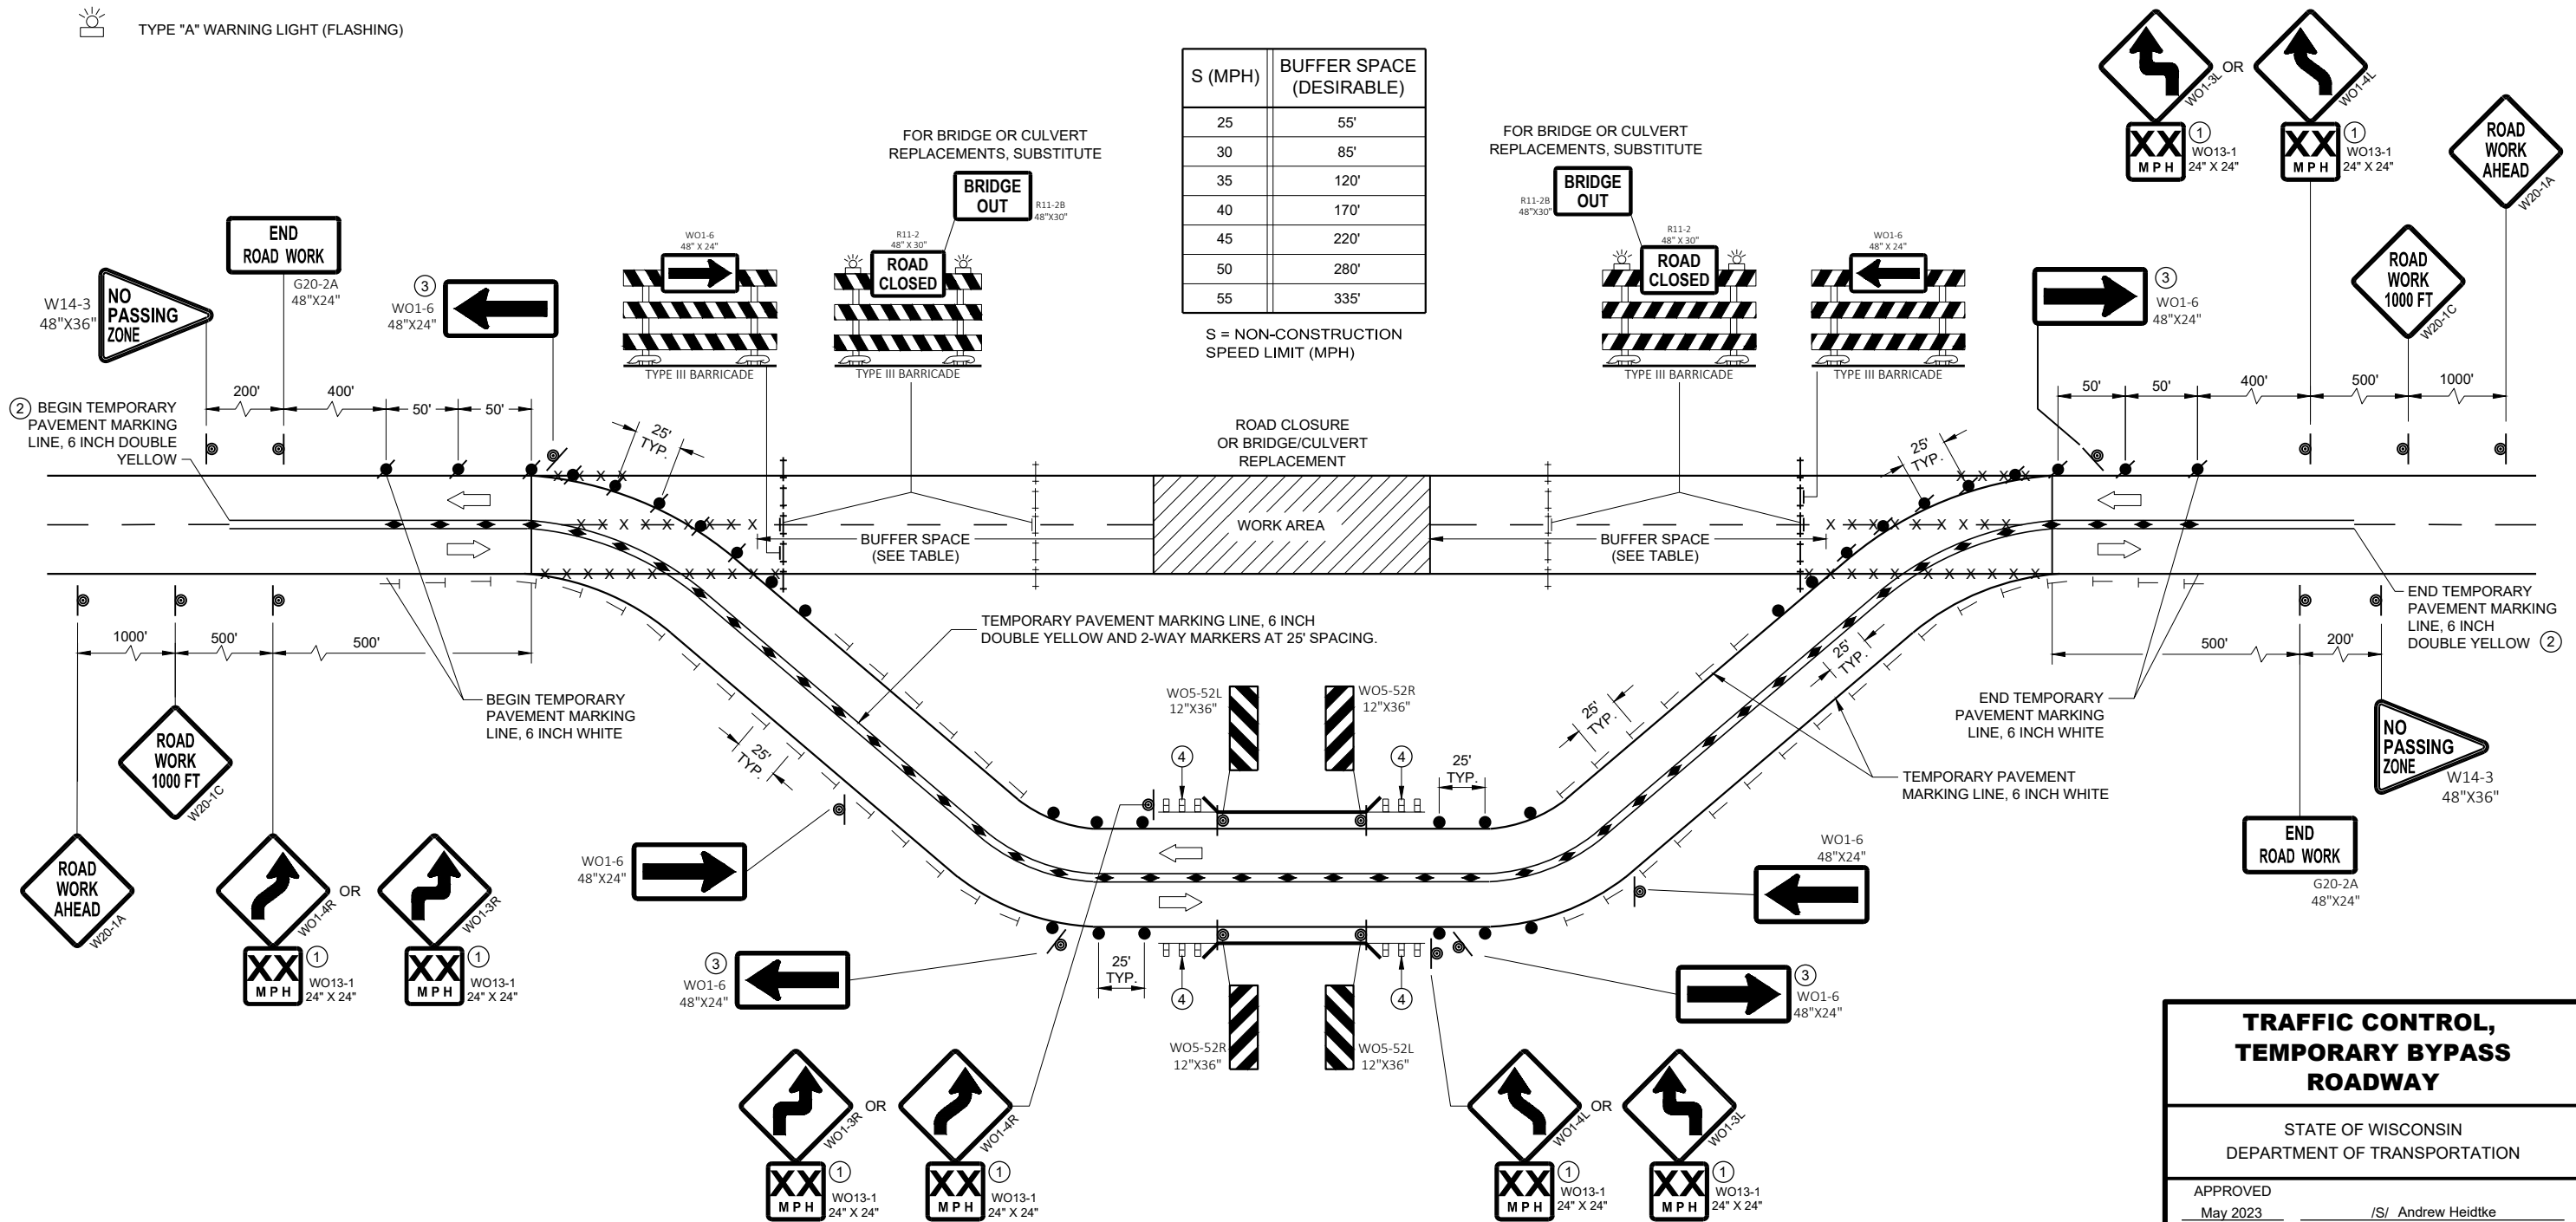 TYPE "A" WARNING LIGHT (FLASHING)
S (MPH)
BUFFER SPACE
(DESIRABLE)
25 55'
30 85'
35 120'
40 170'
45 220'
50 280'
55 335'
S = NON-CONSTRUCTION
SPEED LIMIT (MPH)
W14-3
48"X36"
NO
PASSING
ZONE
END
ROAD WORK
G20-2A
48"X24"
3
WO1-6
48"X24"
WO1-6
48" X 24"
TYPE III BARRICADE
FOR BRIDGE OR CULVERT
REPLACEMENTS, SUBSTITUTE
BRIDGE
OUT
R11-2B
48"X30"
R11-2
48" X 30"
ROAD
CLOSED
TYPE III BARRICADE
FOR BRIDGE OR CULVERT
REPLACEMENTS, SUBSTITUTE
BRIDGE
OUT
R11-2B
48"X30"
R11-2
48" X 30"
ROAD
CLOSED
TYPE III BARRICADE
WO1-6
48" X 24"
TYPE III BARRICADE
3
WO1-6
48"X24"
WO1-3L
OR
WO1-4L
XX
MPH
1
WO13-1
24" X 24"
XX
MPH
1
WO13-1
24" X 24"
ROAD
WORK
AHEAD
W20-1A
ROAD
WORK
1000 FT
W20-1C
200'
400'
50'
50'
2 BEGIN TEMPORARY
PAVEMENT MARKING
LINE, 6 INCH DOUBLE
YELLOW
25'
TYP.
ROAD CLOSURE
OR BRIDGE/CULVERT
REPLACEMENT
25'
TYP.
50'
50'
400'
500'
1000'
BUFFER SPACE
(SEE TABLE)
WORK AREA
BUFFER SPACE
(SEE TABLE)
1000'
500'
500'
BEGIN TEMPORARY
PAVEMENT MARKING
LINE, 6 INCH WHITE
TEMPORARY PAVEMENT MARKING LINE, 6 INCH
DOUBLE YELLOW AND 2-WAY MARKERS AT 25' SPACING.
25'
TYP.
END TEMPORARY
PAVEMENT MARKING
LINE, 6 INCH
DOUBLE YELLOW 2
500'
200'
END TEMPORARY
PAVEMENT MARKING
LINE, 6 INCH WHITE
TEMPORARY PAVEMENT
MARKING LINE, 6 INCH WHITE
NO
PASSING
ZONE
W14-3
48"X36"
END
ROAD WORK
G20-2A
48"X24"
ROAD
WORK
1000 FT
W20-1C
ROAD
WORK
AHEAD
W20-1A
WO1-4R
OR
WO1-3R
XX
MPH
1
WO13-1
24" X 24"
XX
MPH
1
WO13-1
24" X 24"
25'
TYP.
WO5-52L
12"X36"
WO5-52R
12"X36"
4
4
25'
TYP.
25'
TYP.
WO1-6
48"X24"
WO1-6
48"X24"
3
WO1-6
48"X24"
25'
TYP.
4
4
WO5-52R
12"X36"
WO5-52L
12"X36"
3
WO1-6
48"X24"
WO1-3R
OR
WO1-4R
XX
MPH
1
WO13-1
24" X 24"
XX
MPH
1
WO13-1
24" X 24"
WO1-4L
OR
WO1-3L
XX
MPH
1
WO13-1
24" X 24"
XX
MPH
1
WO13-1
24" X 24"
TRAFFIC CONTROL,
TEMPORARY BYPASS
ROADWAY
STATE OF WISCONSIN
DEPARTMENT OF TRANSPORTATION
APPROVED
May 2023 /S/ Andrew Heidtke